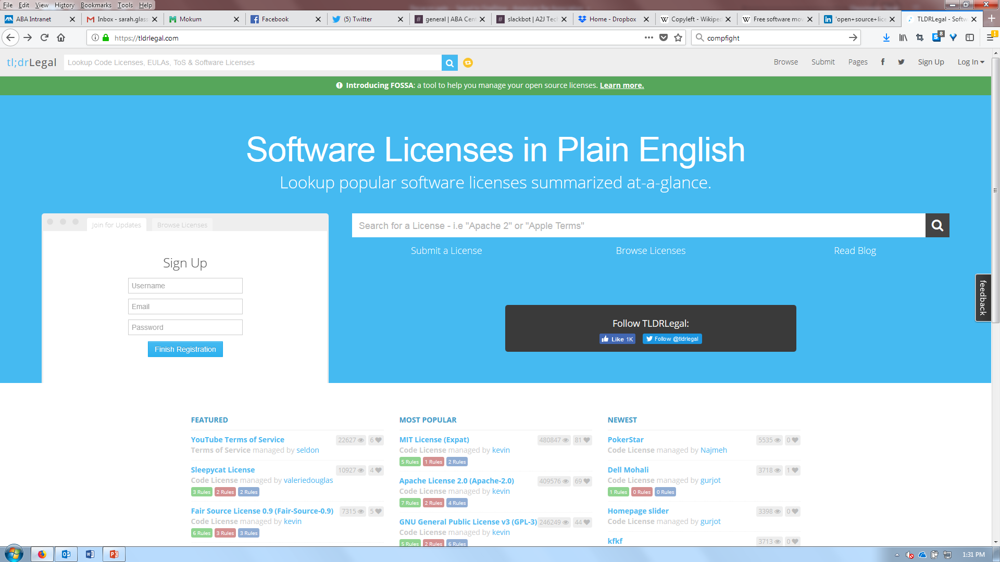 File Edit View History Bookmarks Tools Help
ABA Intranet
Inbox - sarah.glass
Mokum
Facebook
(5) Twitter
general | ABA Cen
slackbot | A2J Tec
Home - Dropbox
Copyleft - Wikiped
Free software mov
'open+source+lice
TLDRLegal - Softw
https://tldrlegal.com
compfight
8
tl;drLegal
Lookup Code Licenses, EULAs, ToS & Software Licenses
Browse Submit Pages Sign Up Log In
Introducing FOSSA: a tool to help you manage your open source licenses. Learn more.
Software Licenses in Plain English
Lookup popular software licenses summarized at-a-glance.
Join for Updates Browse Licenses
Sign Up
Username
Email
Password
Finish Registration
Search for a License - i.e "Apache 2" or "Apple Terms"
Submit a License Browse Licenses Read Blog
Follow TLDRLegal:
Like 1K Follow @tldrlegal
feedback
FEATURED
YouTube Terms of Service 22627 6
Terms of Service managed by seldon
Sleepycat License 10927 4
Code License managed by valeriedouglas
3 Rules 2 Rules 2 Rules
Fair Source License 0.9 (Fair-Source-0.9) 7315 5
Code License managed by kevin
6 Rules 3 Rules 3 Rules
MOST POPULAR
MIT License (Expat) 480847 81
Code License managed by kevin
5 Rules 1 Rules 2 Rules
Apache License 2.0 (Apache-2.0) 409576 69
Code License managed by kevin
7 Rules 2 Rules 4 Rules
GNU General Public License v3 (GPL-3) 246249 44
Code License managed by kevin
5 Rules 2 Rules 6 Rules
NEWEST
PokerStar 5535 0
Code License managed by Najmeh
Dell Mohali 3718 1
Code License managed by gurjot
1 Rules 0 Rules 0 Rules
Homepage slider 3398 0
Code License managed by gurjot
kfkf 3713 0
1:31 PM